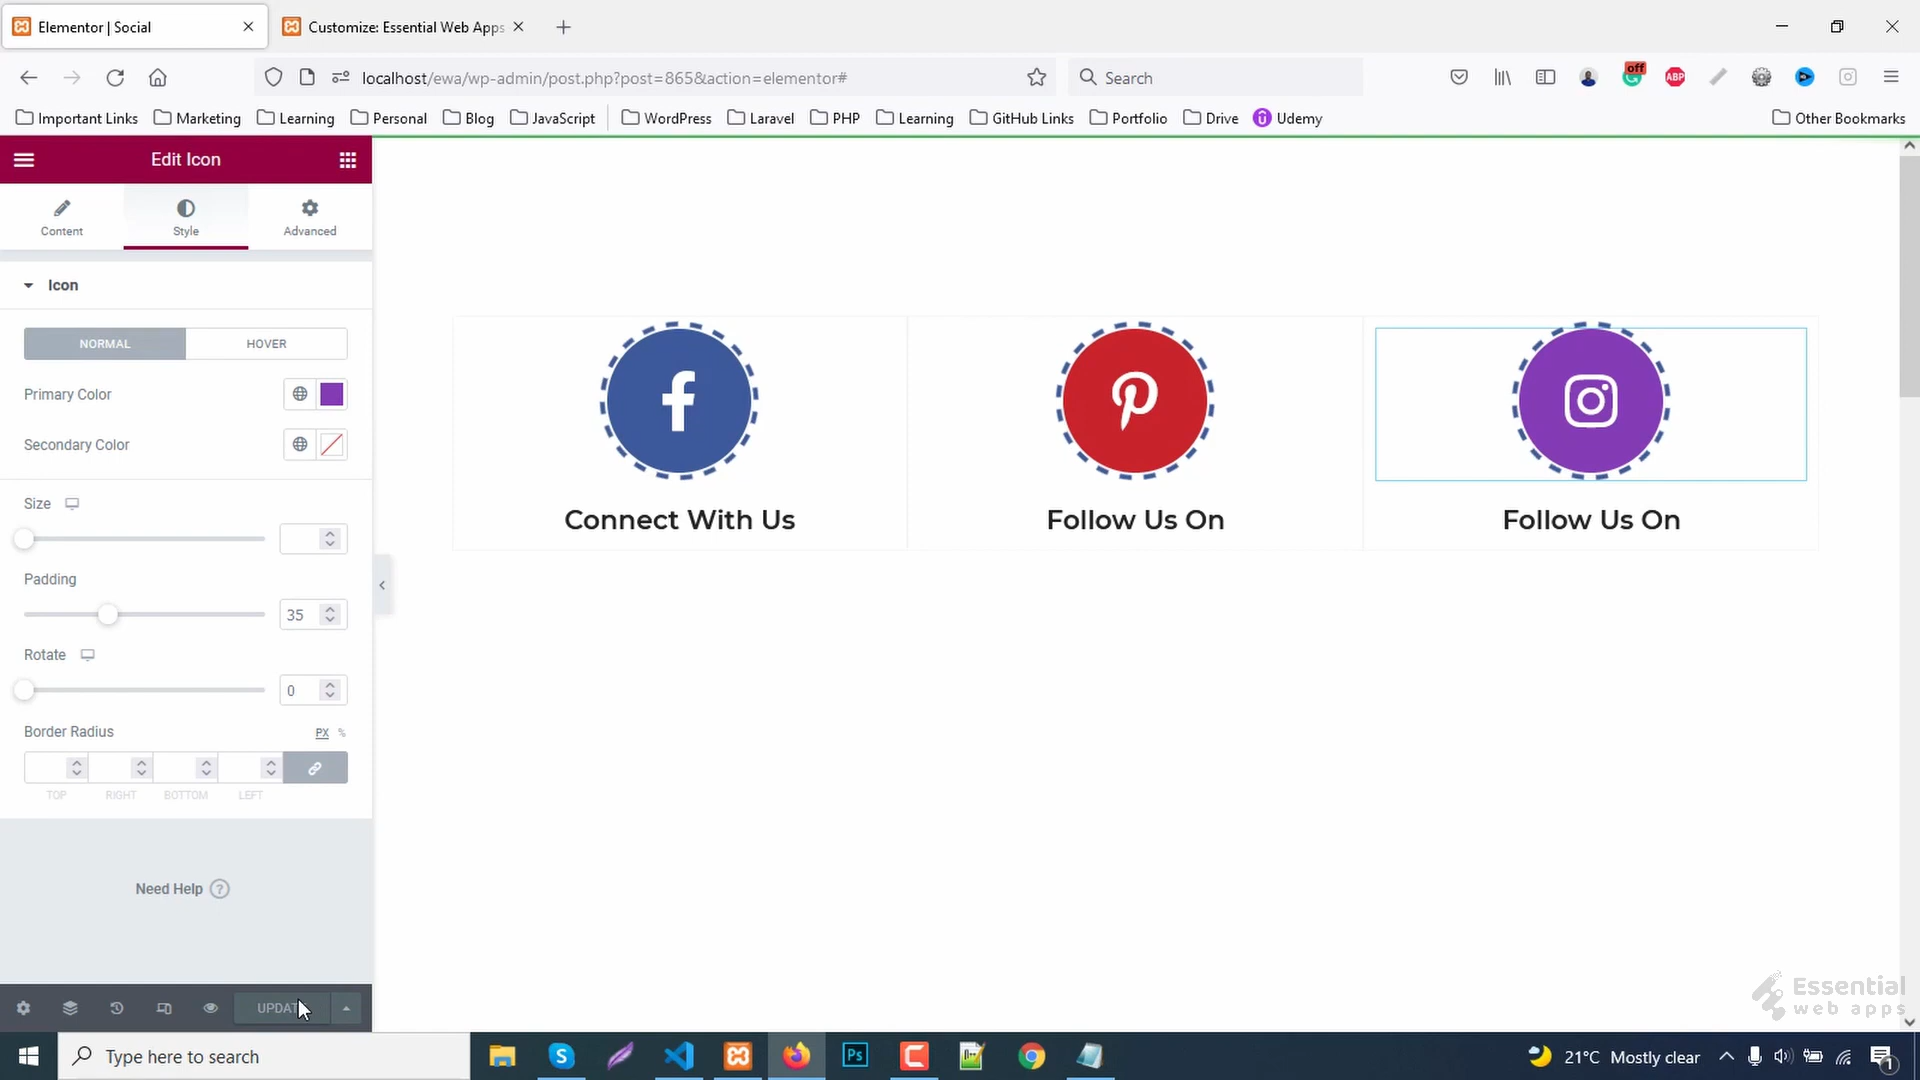 Elementor | Social
Customize: Essential Web Apps
localhost/ewa/wp-admin/post.php?post=865&action=elementor#
Search
off
ABP
Important Links
Marketing
Learning
Personal
Blog
JavaScript
WordPress
Laravel
PHP
Learning
GitHub Links
Portfolio
Drive
Udemy
Other Bookmarks
Edit Icon
Content
Style
Advanced
Icon
NORMAL
HOVER
Primary Color
Secondary Color
Size
Padding
35
Rotate
0
Border Radius
PX %
TOP RIGHT BOTTOM LEFT
Need Help ?
Connect With Us
Follow Us On
Follow Us On
Essential
web apps
Type here to search
Ps
21°C Mostly clear
1